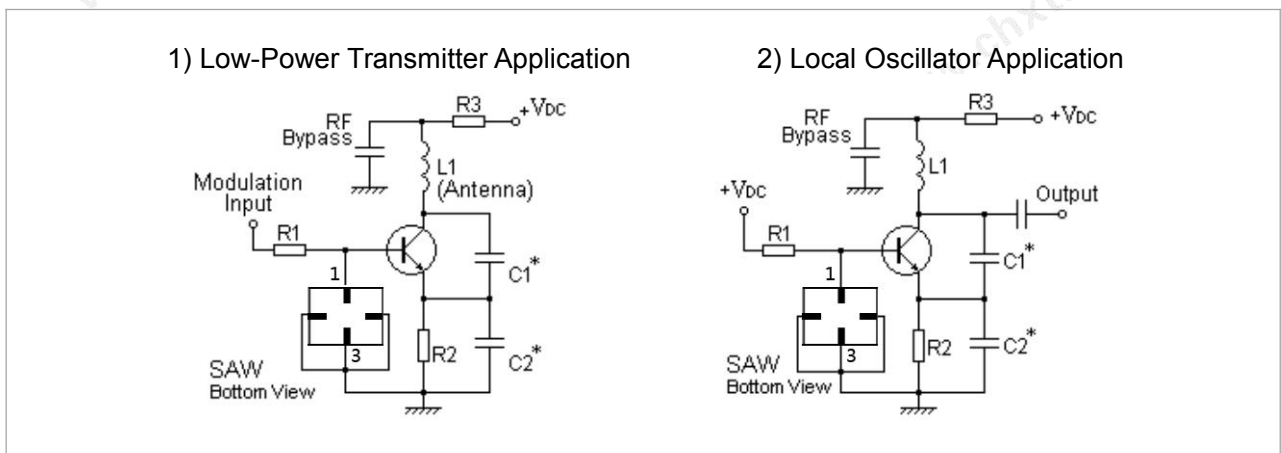 1) Low-Power Transmitter Application
RF
Bypass
R3
+VDC
L1
(Antenna)
Modulation
Input
R1
1
C1*
3
R2
C2*
SAW
Bottom View
2) Local Oscillator Application
RF
Bypass
R3
+VDC
L1
+VDC
Output
R1
1
C1*
3
R2
C2*
SAW
Bottom View